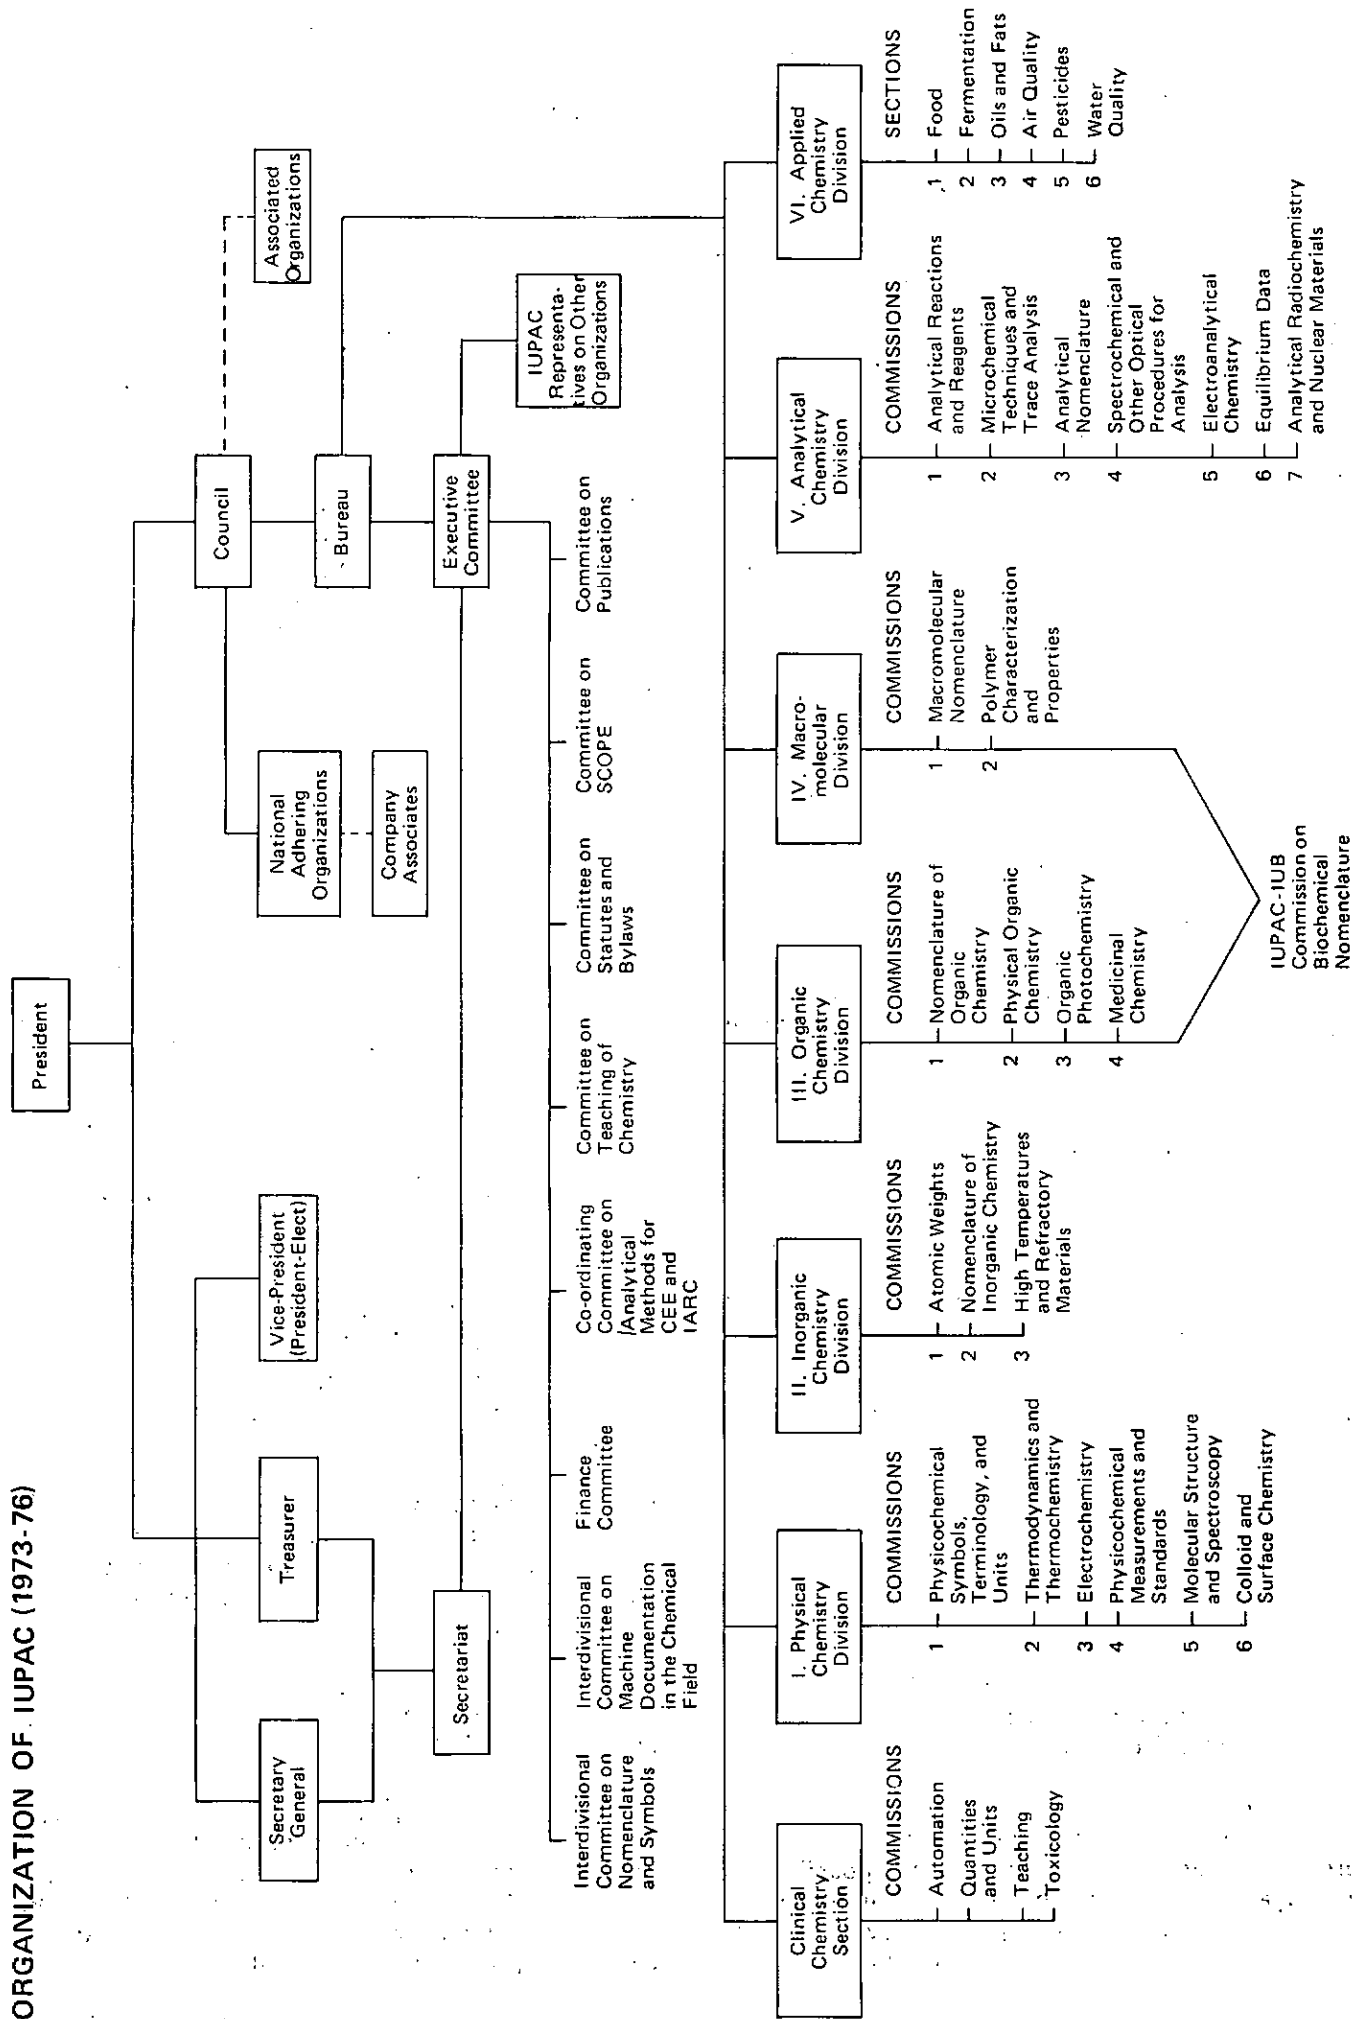 ORGANIZATION OF IUPAC (1973-76)
President
Secretary
General
Treasurer
Vice-President
(President-Elect)
National
Adhering
Organizations
Company
Associates
Council
Associated
Organizations
Bureau
Secretariat
Executive
Committee
IUPAC
Representa-
tives on Other
Organizations
Interdivisional
Committee on
Nomenclature
and Symbols
Interdivisional
Committee on
Machine
Documentation
in the Chemical
Field
Finance
Committee
Co-ordinating
Committee on
Analytical
Methods for
CEE and
IARC
Committee on
Teaching of
Chemistry
Committee on
Statutes and
Bylaws
Committee on
SCOPE
Committee on
Publications
Clinical
Chemistry
Section
COMMISSIONS
Automation
Quantities
and Units
Teaching
Toxicology
I. Physical
Chemistry
Division
COMMISSIONS
1 Physicochemical
Symbols,
Terminology, and
Units
2 Thermodynamics and
Thermochemistry
3 Electrochemistry
4 Physicochemical
Measurements and
Standards
5 Molecular Structure
and Spectroscopy
6 Colloid and
Surface Chemistry
II. Inorganic
Chemistry
Division
COMMISSIONS
1 Atomic Weights
2 Nomenclature of
Inorganic Chemistry
3 High Temperatures
and Refractory
Materials
III. Organic
Chemistry
Division
COMMISSIONS
1 Nomenclature of
Organic
Chemistry
2 Physical Organic
Chemistry
3 Organic
Photochemistry
4 Medicinal
Chemistry
IV. Macro-
molecular
Division
COMMISSIONS
1 Macromolecular
Nomenclature
2 Polymer
Characterization
and
Properties
IUPAC-IUB
Commission on
Biochemical
Nomenclature
V. Analytical
Chemistry
Division
COMMISSIONS
1 Analytical Reactions
and Reagents
2 Microchemical
Techniques and
Trace Analysis
3 Analytical
Nomenclature
4 Spectrochemical and
Other Optical
Procedures for
Analysis
5 Electroanalytical
Chemistry
6 Equilibrium Data
7 Analytical Radiochemistry
and Nuclear Materials
VI. Applied
Chemistry
Division
SECTIONS
1 Food
2 Fermentation
3 Oils and Fats
4 Air Quality
5 Pesticides
6 Water
Quality